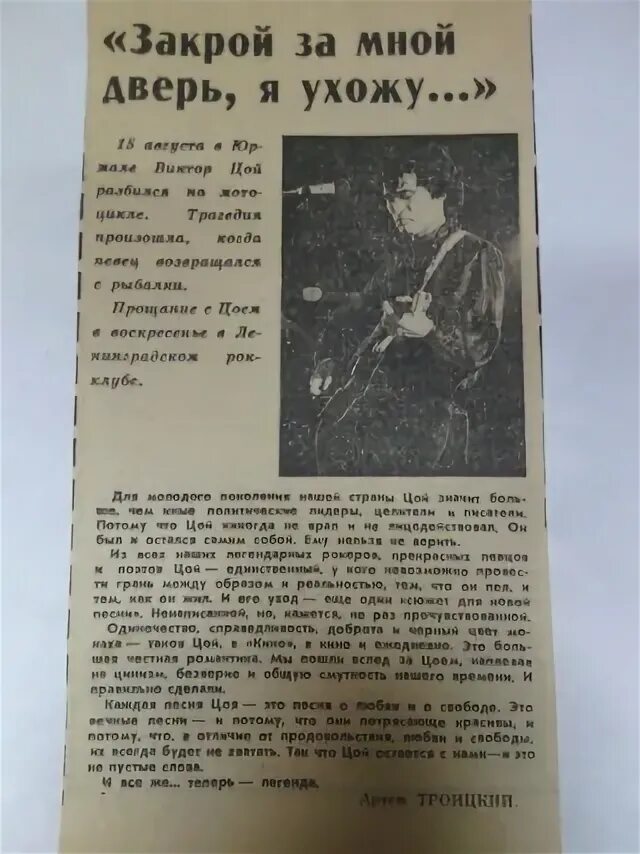 «Закрой за мной
дверь, я ухожу...»
15 августа в Юр-
мале Виктор Цой
разбился на мото-
цикле. Трагедия
произошла, когда
певец возвращался
с рыбалки.
Прощание с Цоем
в воскресенье в Ле-
нинградском рок-
клубе.
Для молодого поколения нашей страны Цой значит боль-
ше, чем иные политические лидеры, целители и писатели.
Потому что Цой никогда не врал и не лицедействовал. Он
был и остался самим собой. Ему нельзя не верить.
Из всех наших легендарных рокеров, прекрасных певцов
и поэтов Цой — единственный, у кого невозможно провес-
ти грань между образом и реальностью, тем, что он пел, и
тем, как он жил. И его уход — еще один «сюжет для новой
песни». Ненаписанной, но, кажется, не раз прочувствованной.
Одиночество, справедливость, доброта и черный цвет мо-
наха — таков Цой, в «Кино», в кино и ежедневно. Это боль-
шая честная романтика. Мы пошли вслед за Цоем, наплевав
на цинизм, безверие и общую смутность нашего времени. И
правильно сделали.
Каждая песня Цоя — это песня о любви и о свободе. Это
вечные песни — и потому, что они потрясающе красивы, и
потому, что, в отличие от продовольствия, любви и свободы,
их всегда будет не хватать. Так что Цой остается с нами — и это
не пустые слова.
И все же... теперь — легенда.
Артем ТРОИЦКИЙ.